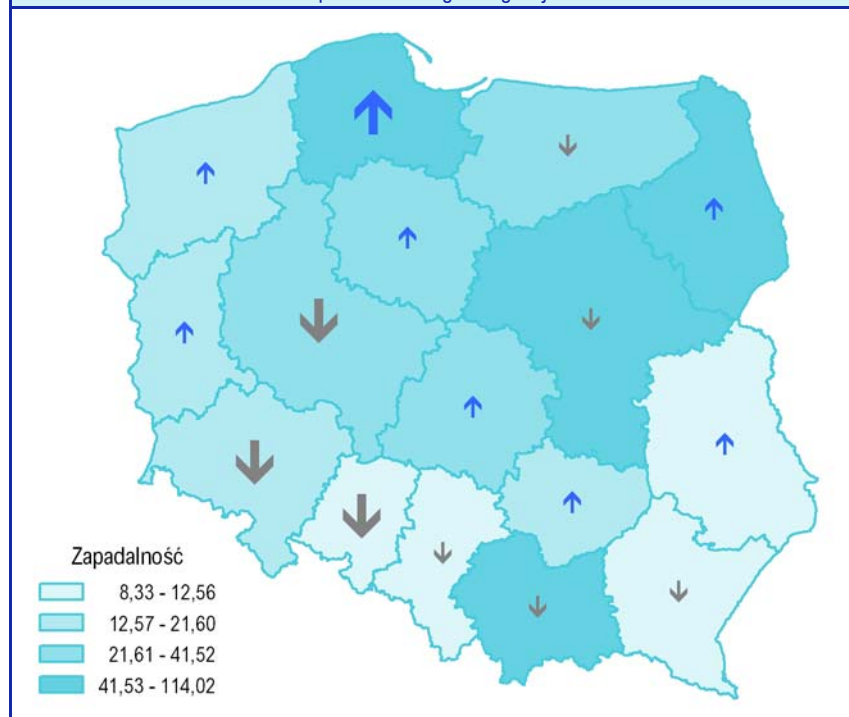 Zapadalność
8,33 - 12,56
12,57 - 21,60
21,61 - 41,52
41,53 - 114,02